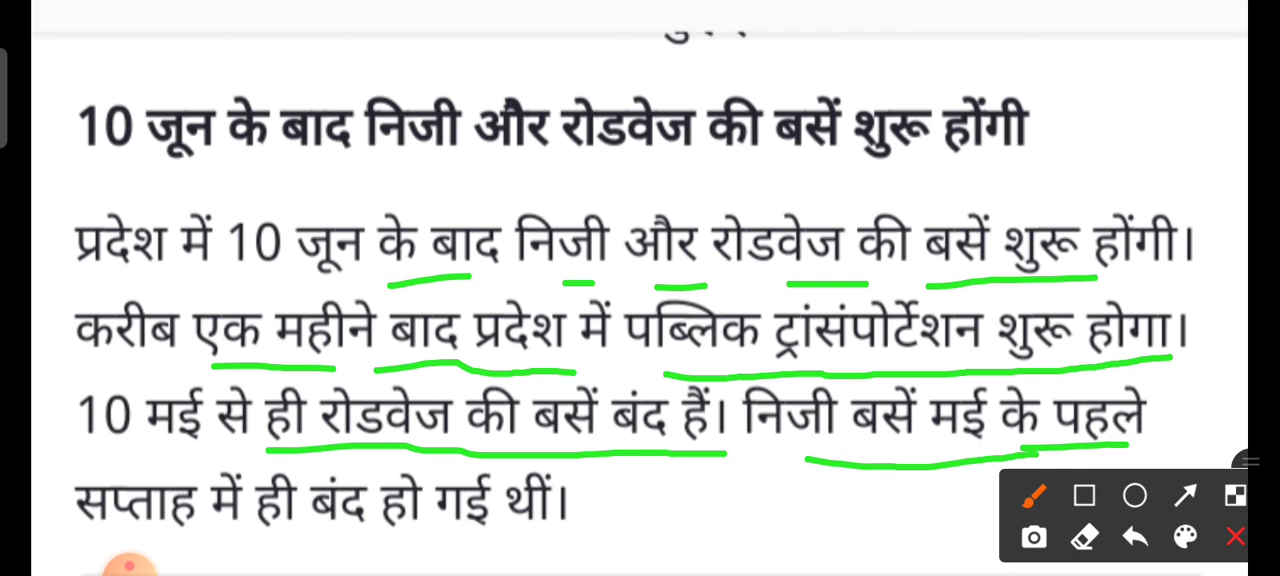 10 जून के बाद निजी और रोडवेज की बसें शुरू होंगी
प्रदेश में 10 जून के बाद निजी और रोडवेज की बसें शुरू होंगी।
करीब एक महीने बाद प्रदेश में पब्लिक ट्रांसंपोर्टेशन शुरू होगा।
10 मई से ही रोडवेज की बसें बंद हैं। निजी बसें मई के पहले
सप्ताह में ही बंद हो गई थीं।